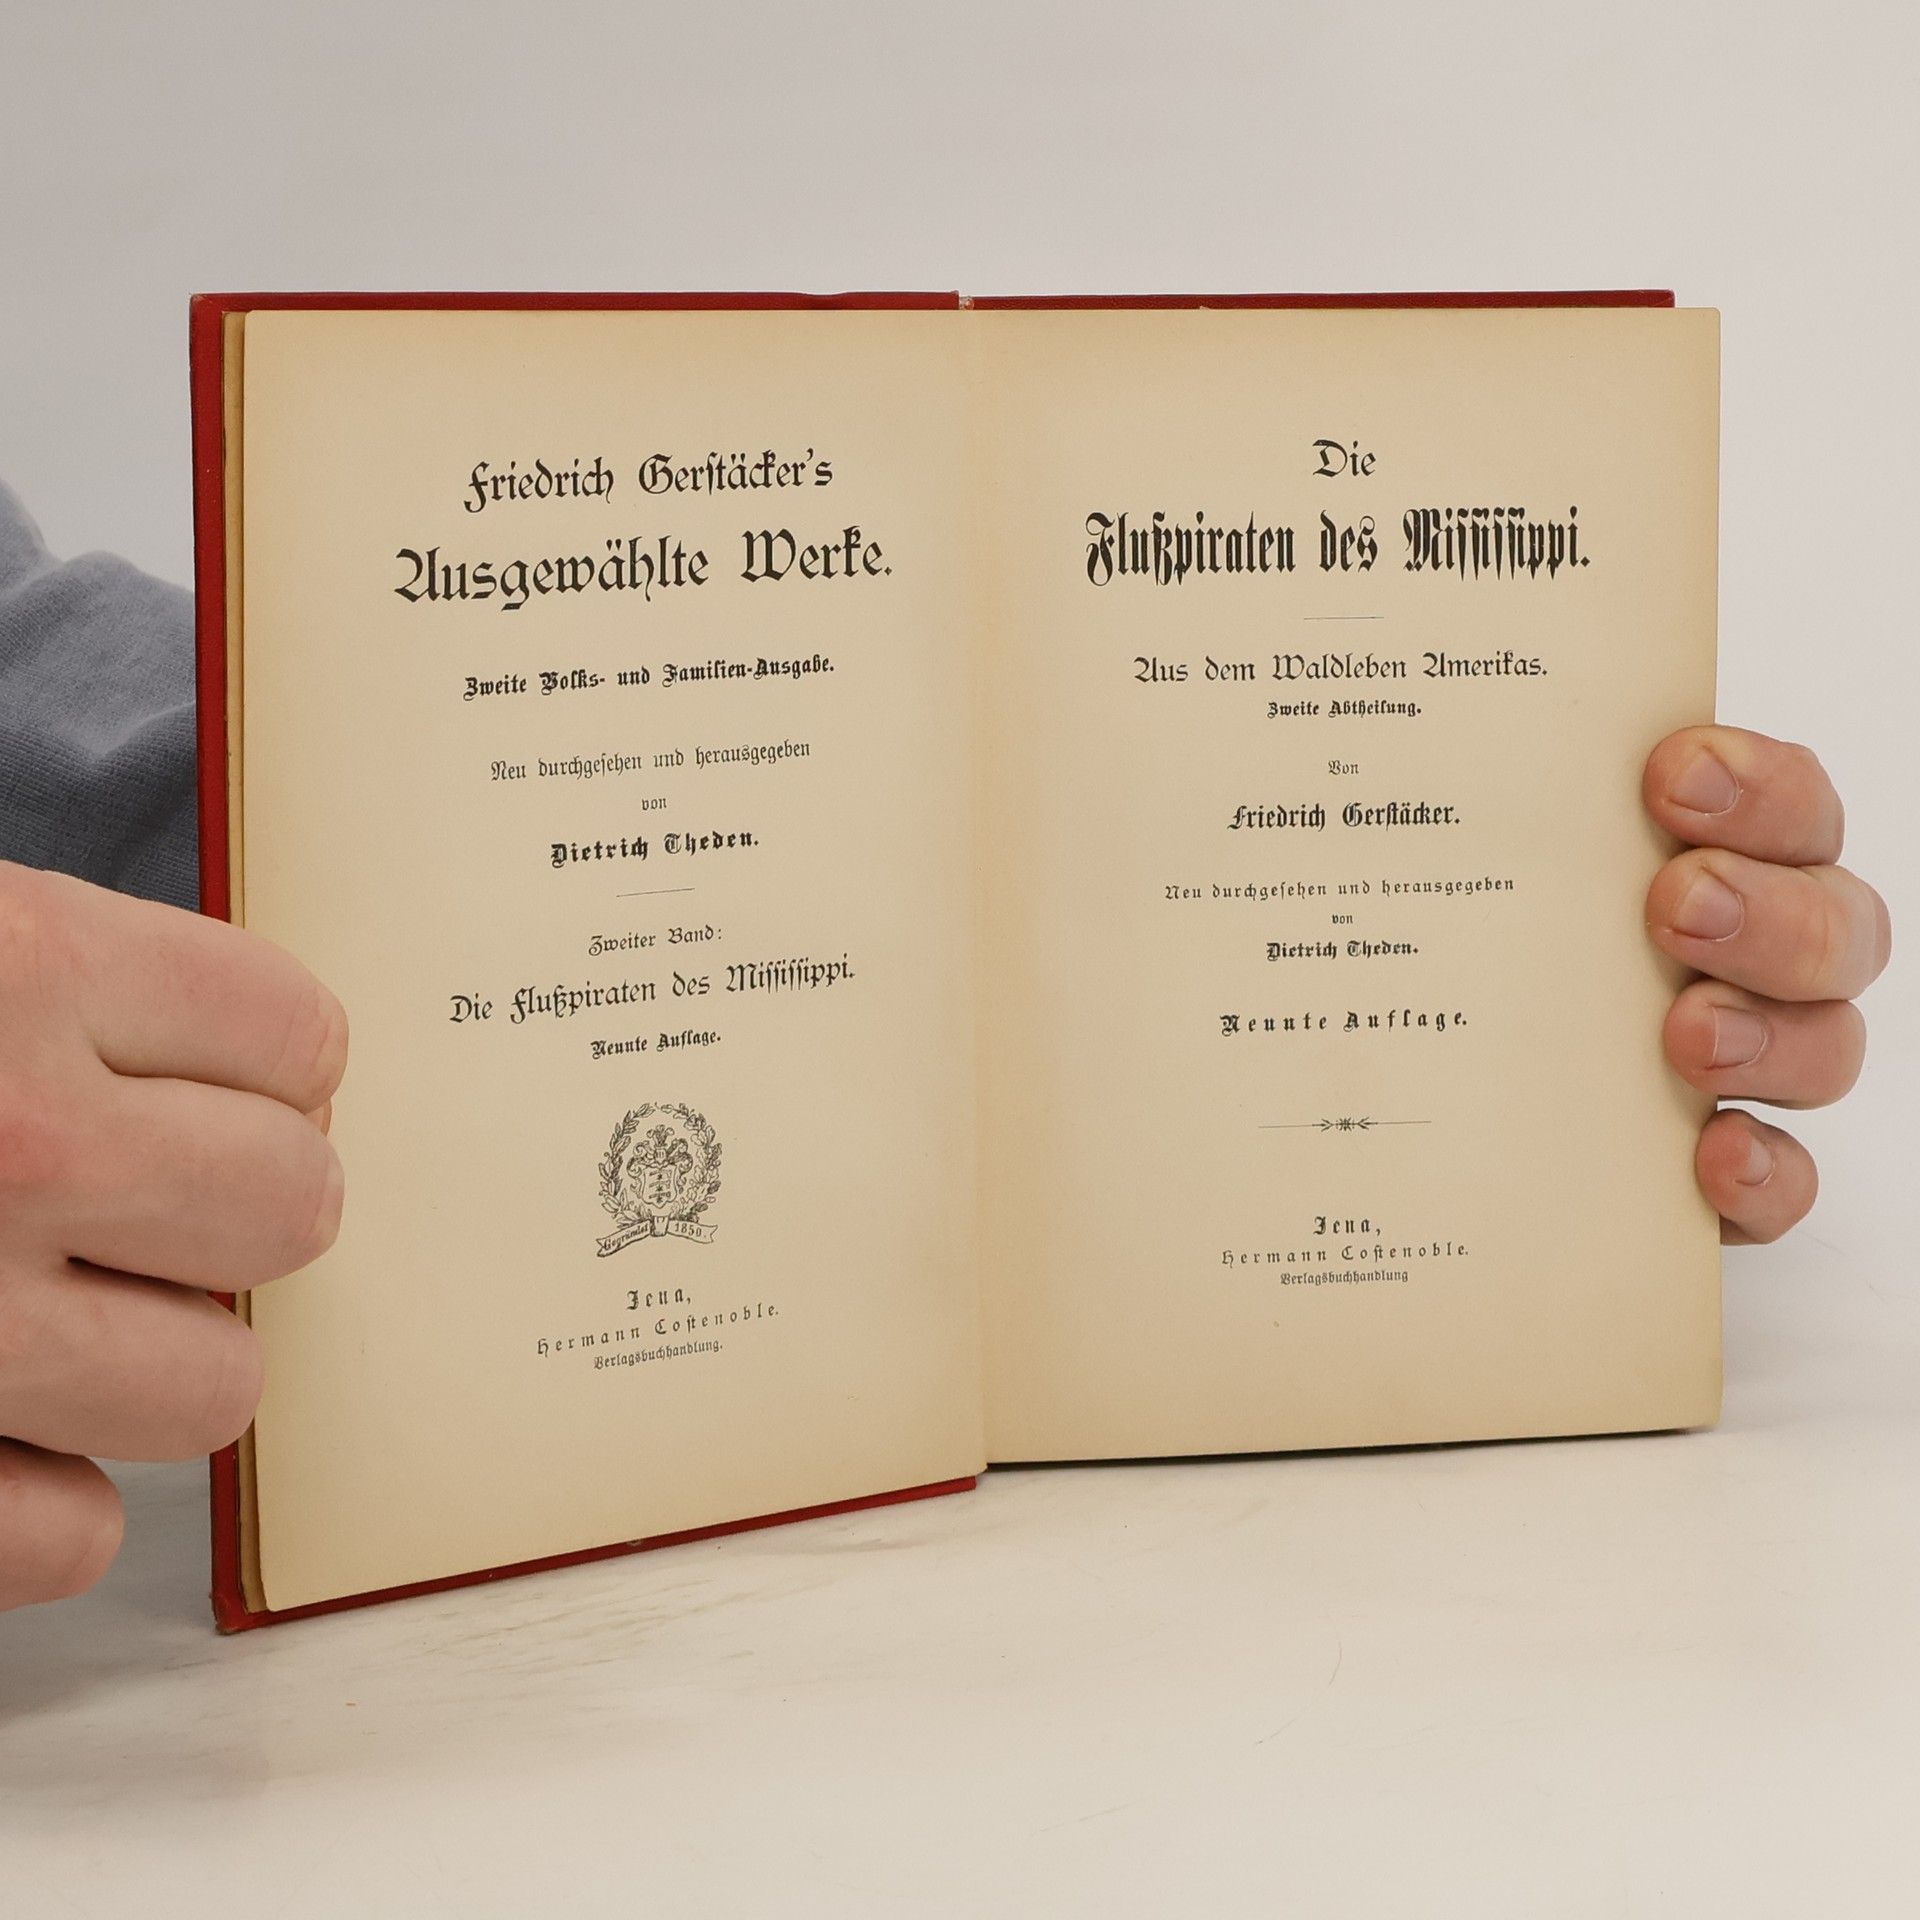 Friedrich Gerstäcker's
Ausgewählte Werke.
Zweite Volks- und Familien-Ausgabe.
Neu durchgesehen und herausgegeben
von
Dietrich Theden.
Zweiter Band:
Die Flußpiraten des Mississippi.
Neunte Auflage.
Gegründet 1850.
Jena,
Hermann Costenoble.
Verlagsbuchhandlung.
Die
Flußpiraten des Mississippi.
Aus dem Waldleben Amerikas.
Zweite Abtheilung.
Von
Friedrich Gerstäcker.
Neu durchgesehen und herausgegeben
von
Dietrich Theden.
Neunte Auflage.
Jena,
Hermann Costenoble.
Verlagsbuchhandlung